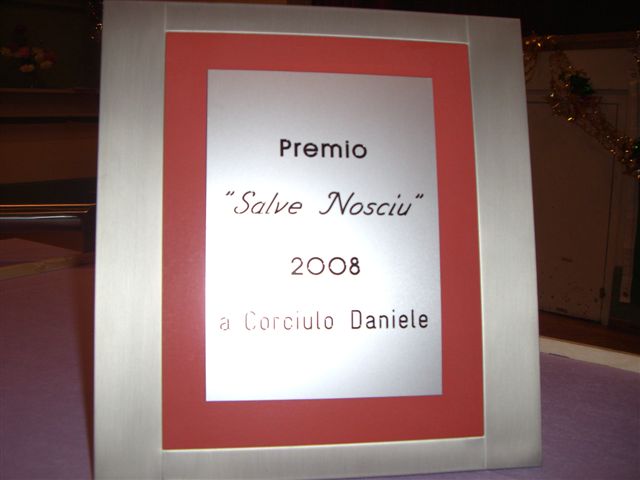 Premio
"Salve Nosciu"
2008
a Corciulo Daniele